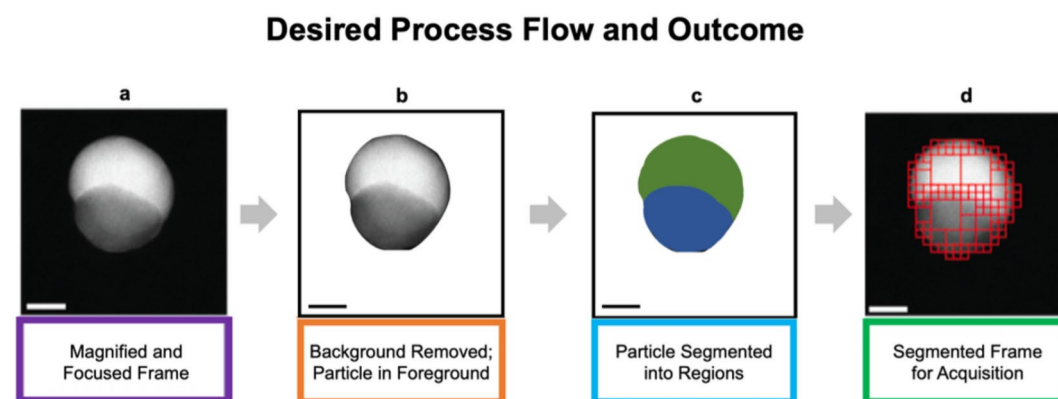 Desired Process Flow and Outcome
a
b
c
d
Magnified and
Focused Frame
Background Removed;
Particle in Foreground
Particle Segmented
into Regions
Segmented Frame
for Acquisition